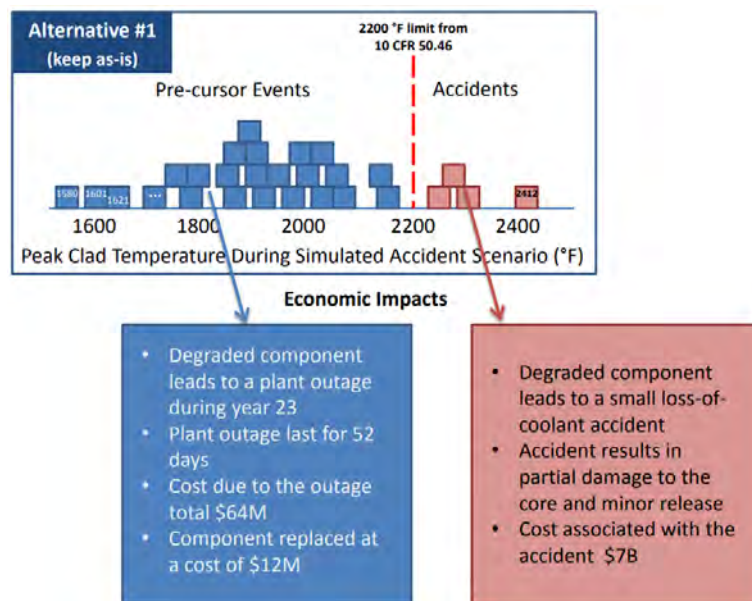 Alternative #1
(keep as-is)
2200 °F limit from
10 CFR 50.46
Pre-cursor Events
Accidents
1580
1601
1621
...
2412
1600
1800
2000
2200
2400
Peak Clad Temperature During Simulated Accident Scenario (°F)
Economic Impacts
• Degraded component
leads to a plant outage
during year 23
• Plant outage last for 52
days
• Cost due to the outage
total $64M
• Component replaced at
a cost of $12M
• Degraded component
leads to a small loss-of-
coolant accident
• Accident results in
partial damage to the
core and minor release
• Cost associated with the
accident $7B